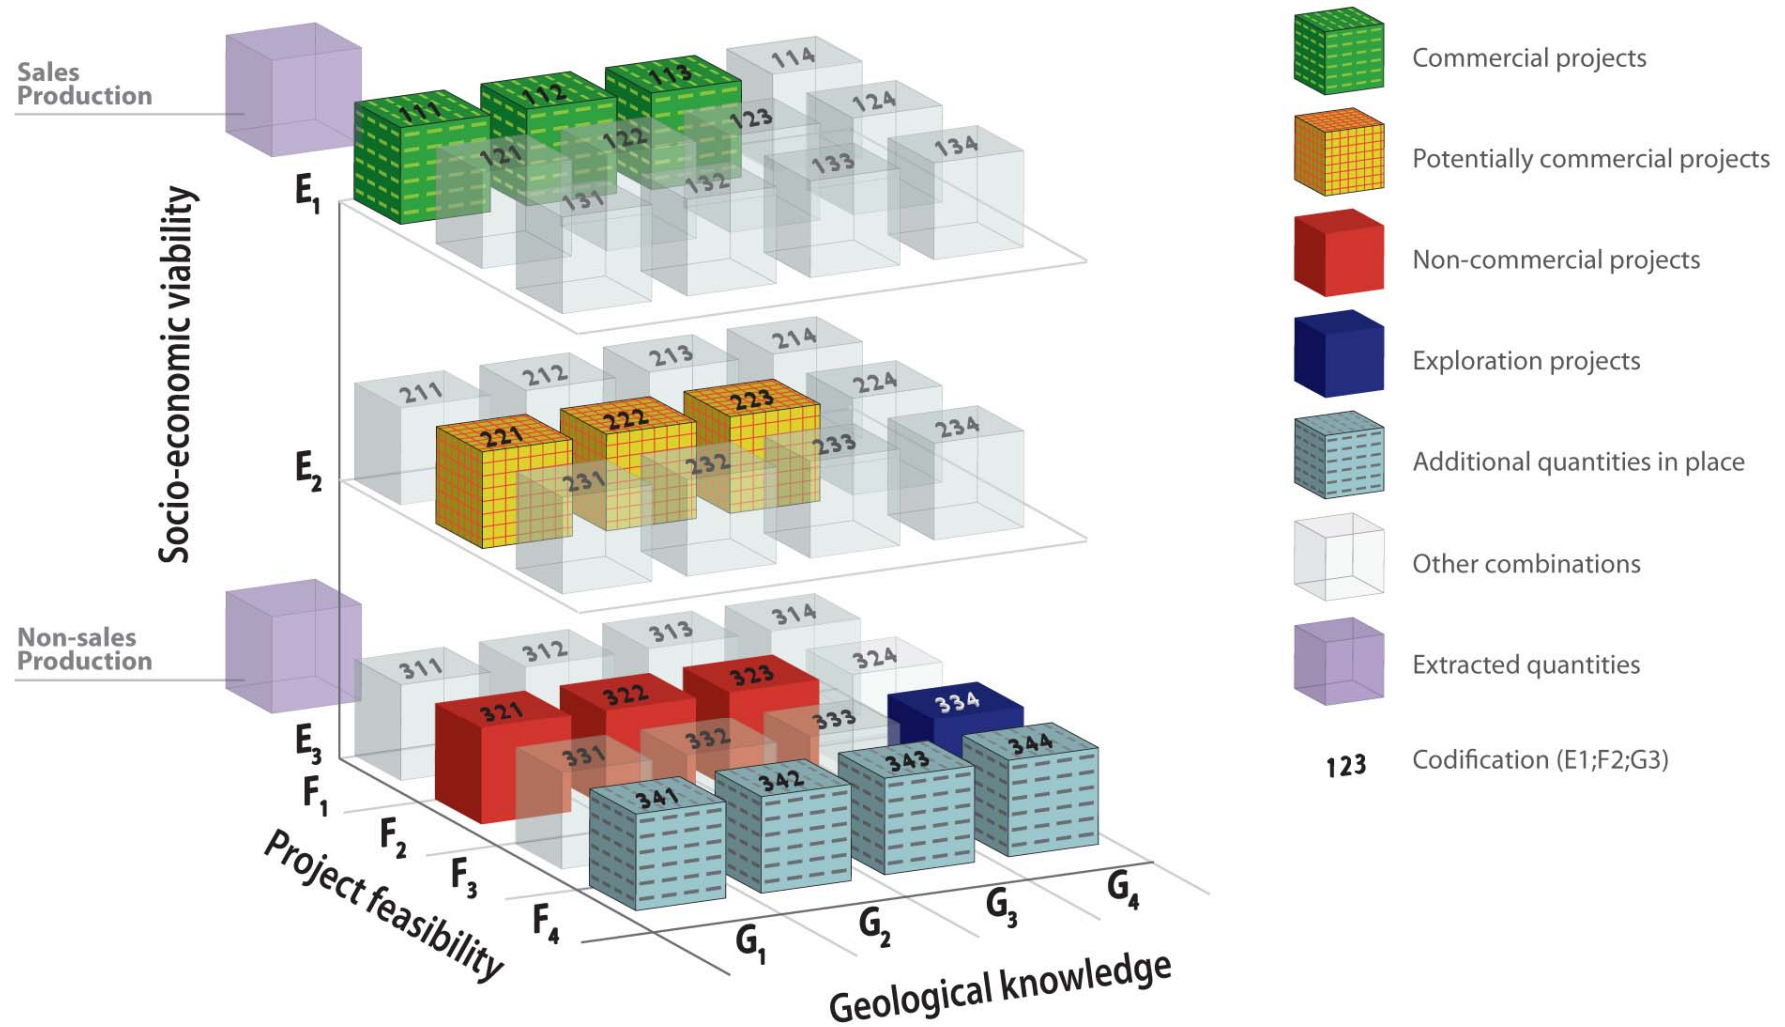 Sales
Production
Socio-economic viability
E1
111
112
113
114
121
122
123
124
131
132
133
134
E2
211
212
213
214
221
222
223
224
231
232
233
234
Non-sales
Production
E3
311
312
313
314
321
322
323
324
331
332
333
334
341
342
343
344
F1
F2
F3
F4
Project feasibility
G1
G2
G3
G4
Geological knowledge
Commercial projects
Potentially commercial projects
Non-commercial projects
Exploration projects
Additional quantities in place
Other combinations
Extracted quantities
123 Codification (E1;F2;G3)